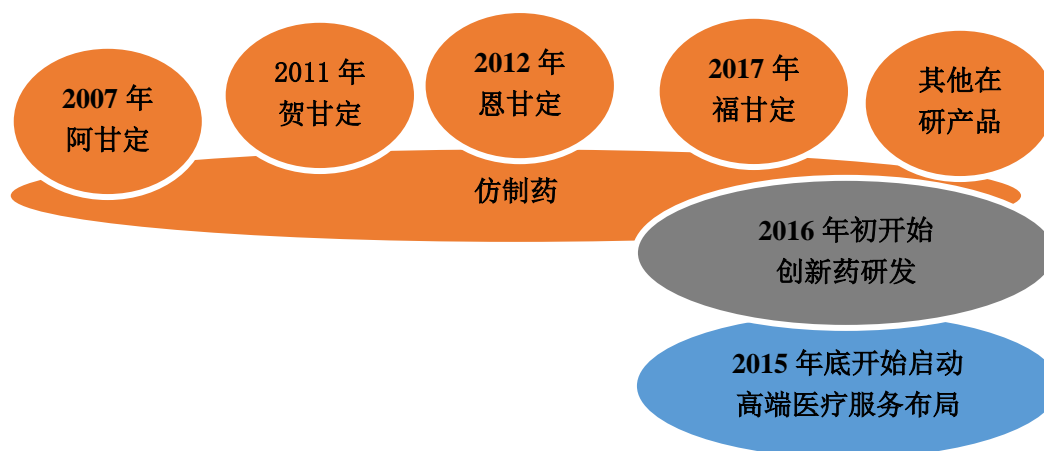 2007 年
阿甘定
2011 年
贺甘定
2012 年
恩甘定
2017 年
福甘定
其他在
研产品
仿制药
2016 年初开始
创新药研发
2015 年底开始启动
高端医疗服务布局